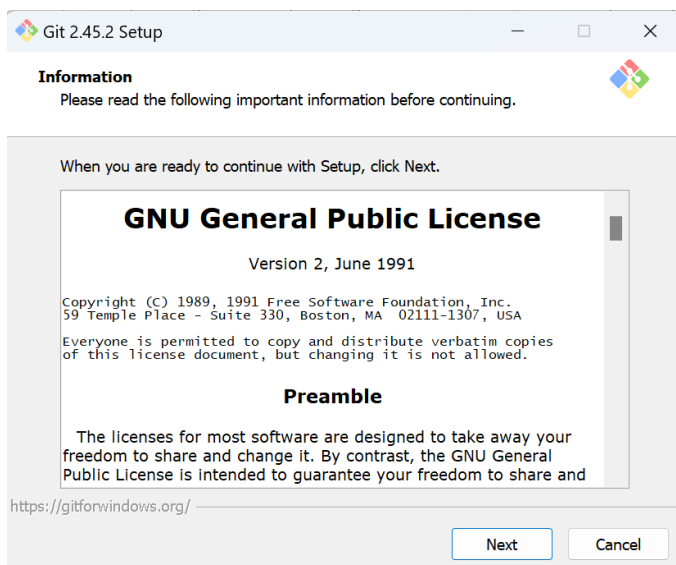 Git 2.45.2 Setup
Information
Please read the following important information before continuing.
When you are ready to continue with Setup, click Next.
GNU General Public License
Version 2, June 1991
Copyright (C) 1989, 1991 Free Software Foundation, Inc.
59 Temple Place - Suite 330, Boston, MA  02111-1307, USA
Everyone is permitted to copy and distribute verbatim copies
of this license document, but changing it is not allowed.
Preamble
The licenses for most software are designed to take away your
freedom to share and change it. By contrast, the GNU General
Public License is intended to guarantee your freedom to share and
https://gitforwindows.org/
Next
Cancel